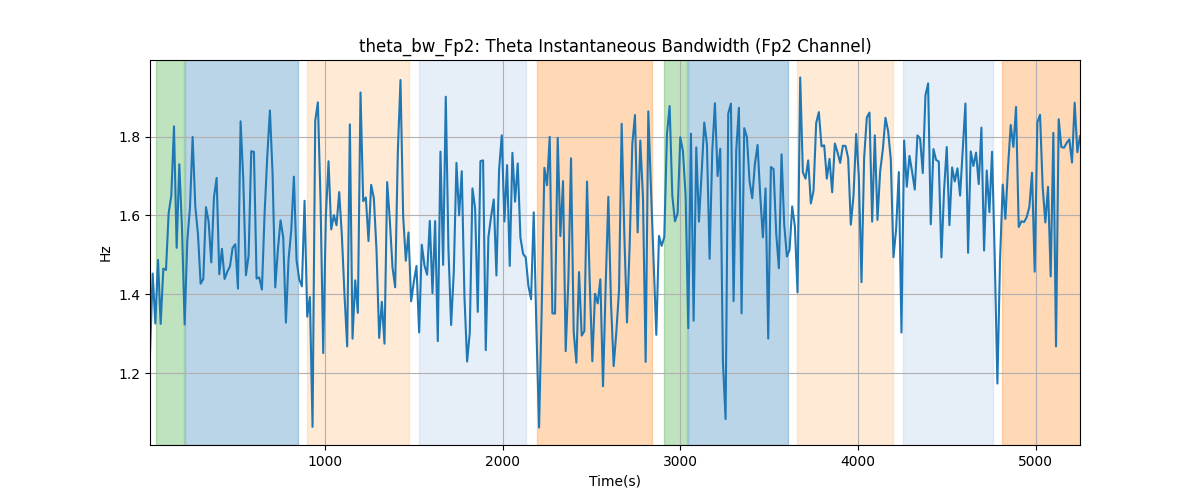 theta_bw_Fp2: Theta Instantaneous Bandwidth (Fp2 Channel)
Hz
1.8
1.6
1.4
1.2
1000 2000 3000 4000 5000
Time(s)